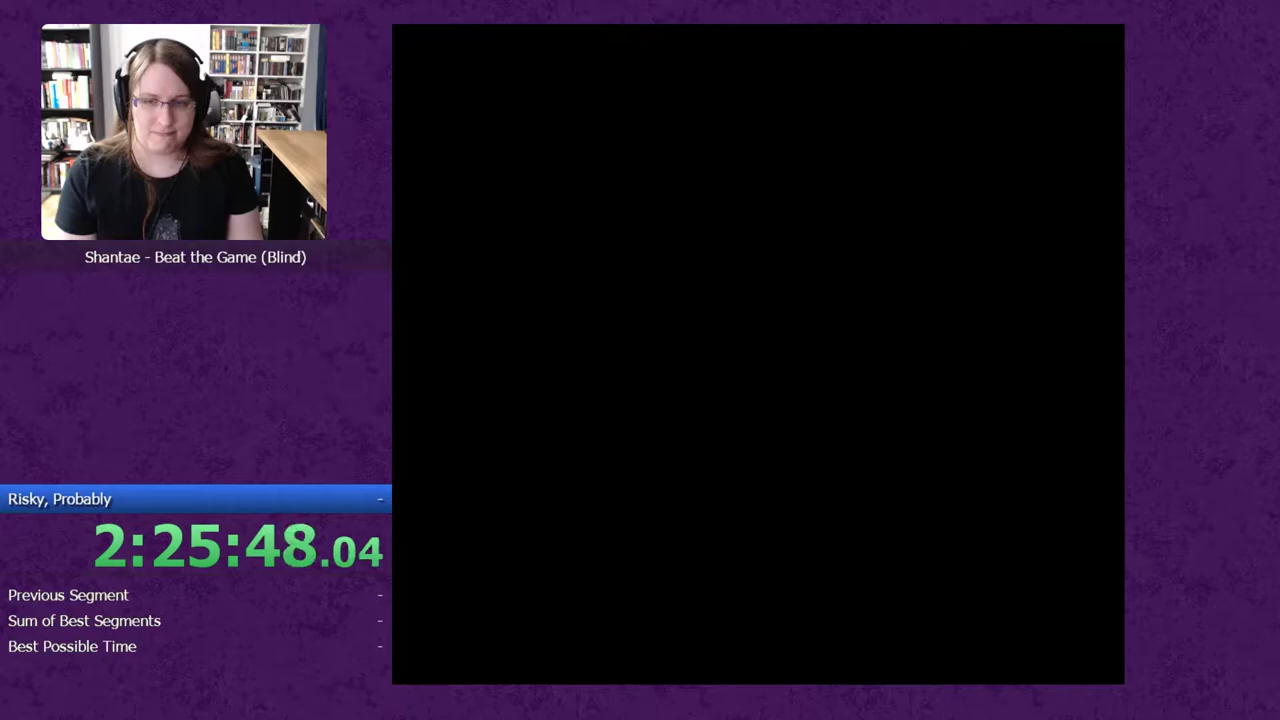 Shantae - Beat the Game (Blind)
Risky, Probably -
2:25:48.04
Previous Segment -
Sum of Best Segments -
Best Possible Time -